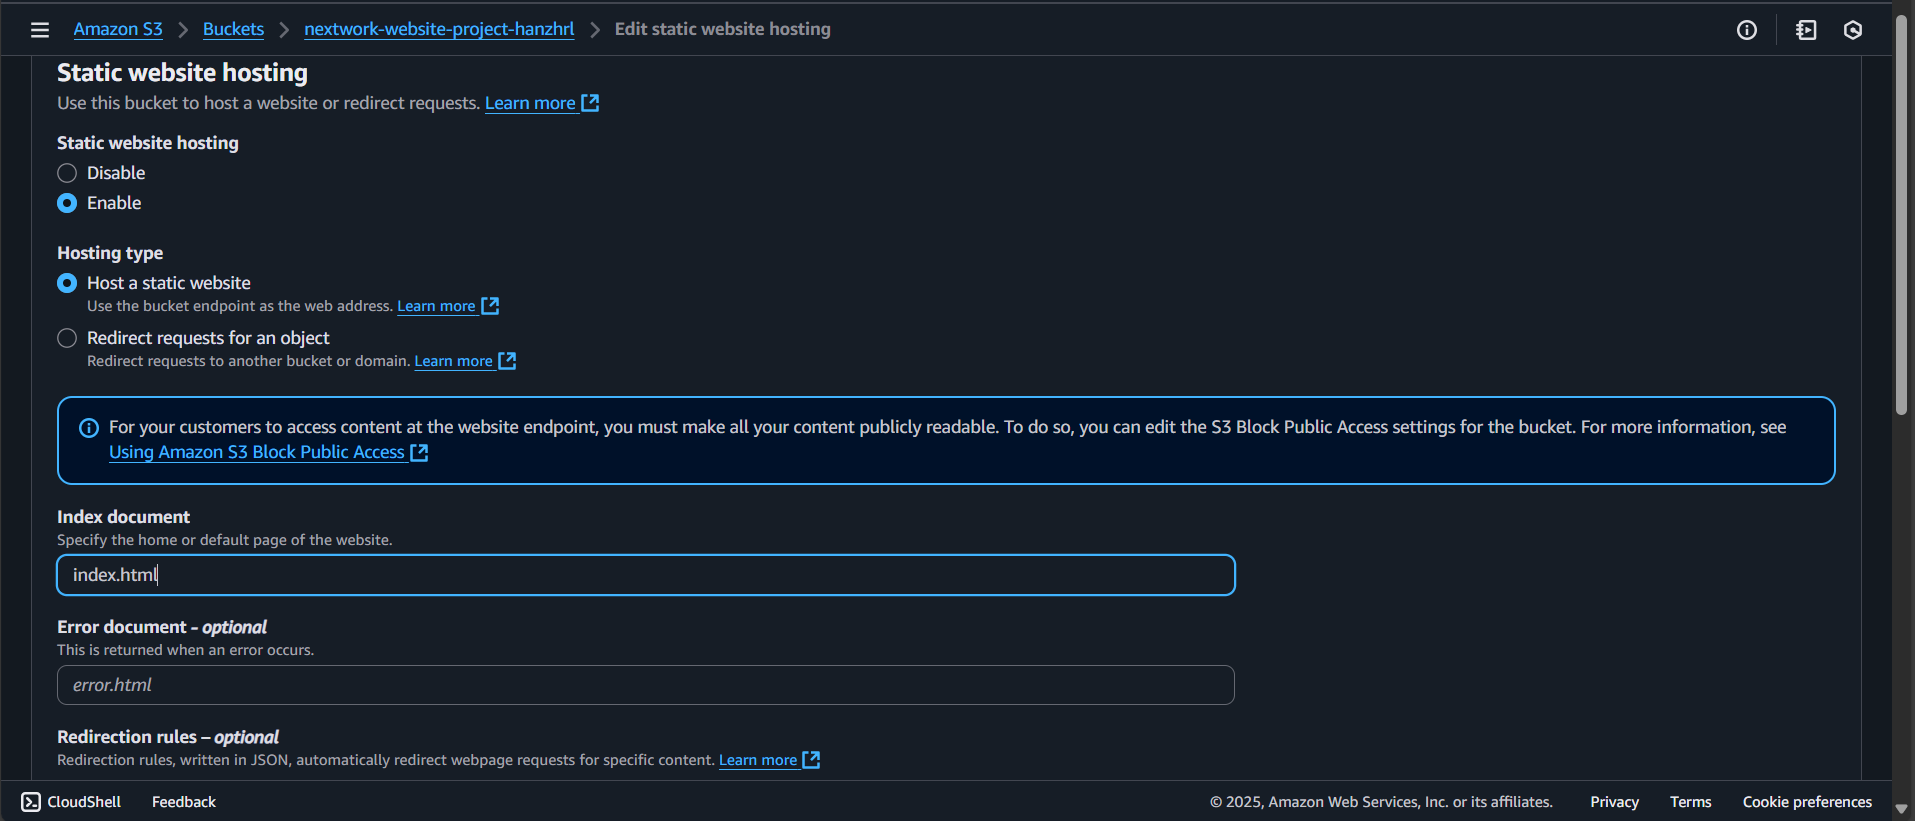 Amazon S3 > Buckets > nextwork-website-project-hanzhrl > Edit static website hosting
Static website hosting
Use this bucket to host a website or redirect requests. Learn more
Static website hosting
Disable
Enable
Hosting type
Host a static website
Use the bucket endpoint as the web address. Learn more
Redirect requests for an object
Redirect requests to another bucket or domain. Learn more
For your customers to access content at the website endpoint, you must make all your content publicly readable. To do so, you can edit the S3 Block Public Access settings for the bucket. For more information, see
Using Amazon S3 Block Public Access
Index document
Specify the home or default page of the website.
index.html
Error document - optional
This is returned when an error occurs.
error.html
Redirection rules – optional
Redirection rules, written in JSON, automatically redirect webpage requests for specific content. Learn more
CloudShell Feedback © 2025, Amazon Web Services, Inc. or its affiliates. Privacy Terms Cookie preferences